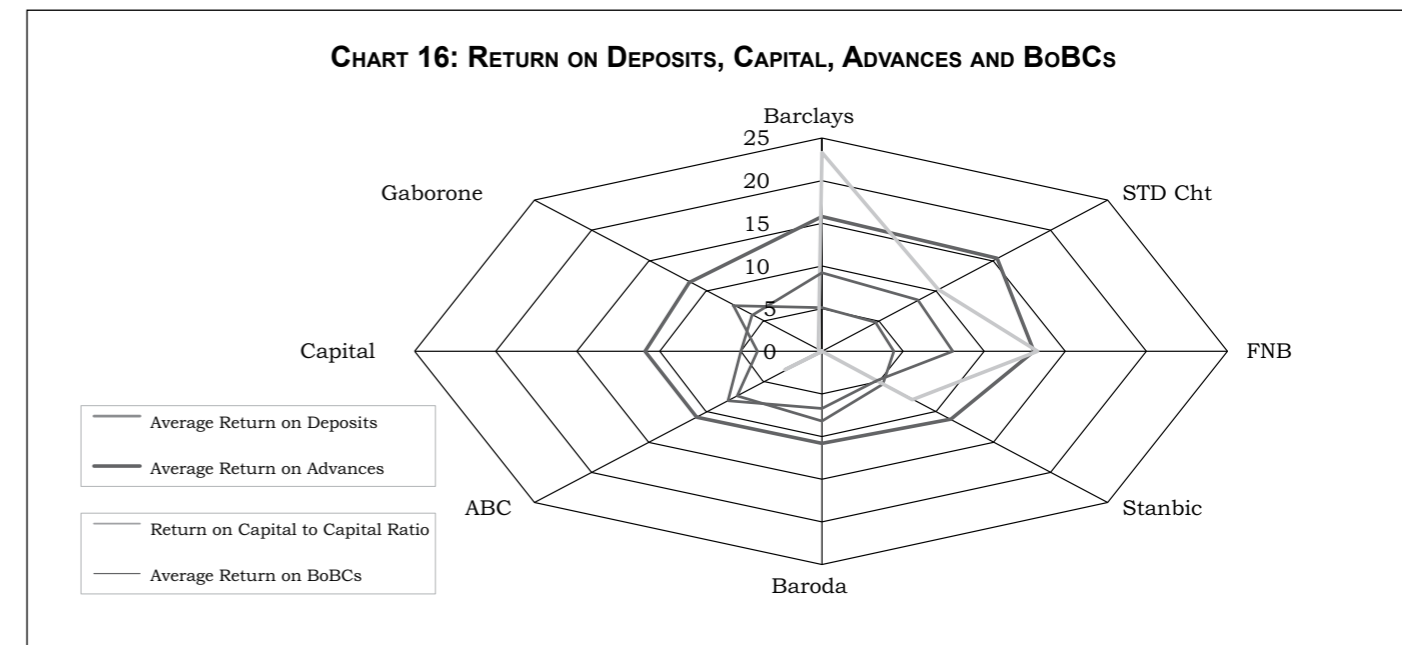 CHART 16: RETURN ON DEPOSITS, CAPITAL, ADVANCES AND BOBCS
Barclays
25
Gaborone
20
STD Cht
15
10
5
Capital
0
FNB
Average Return on Deposits
Average Return on Advances
ABC
Stanbic
Return on Capital to Capital Ratio
Average Return on BoBCs
Baroda